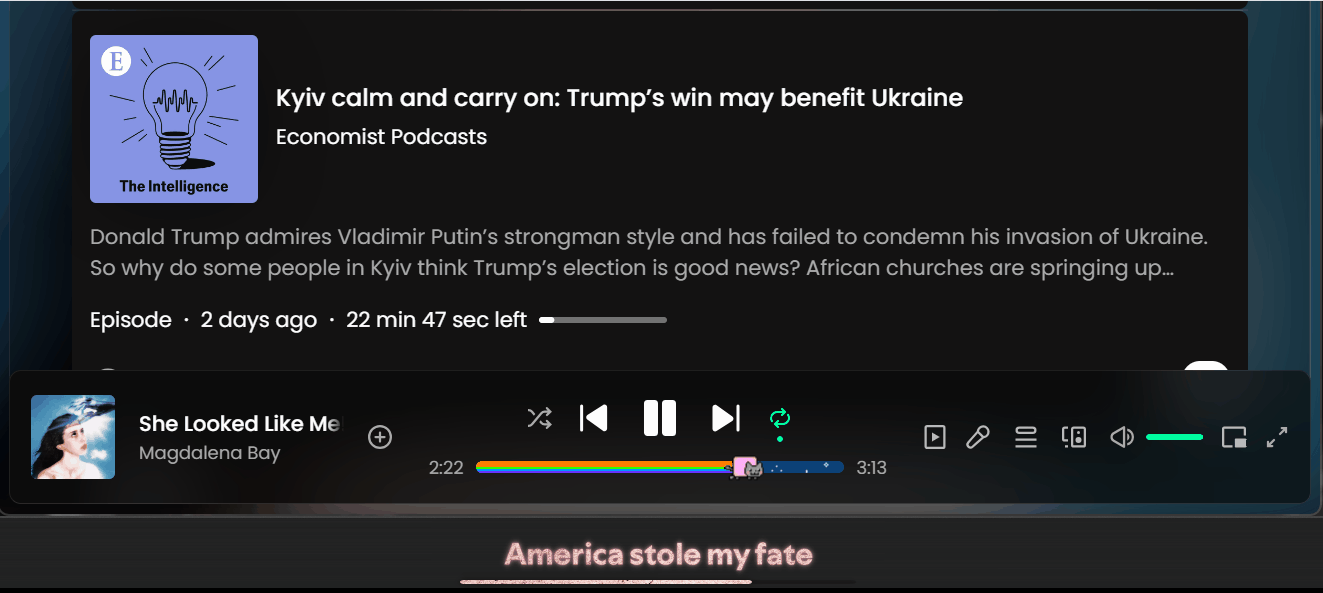 E
The Intelligence
Kyiv calm and carry on: Trump’s win may benefit Ukraine
Economist Podcasts
Donald Trump admires Vladimir Putin’s strongman style and has failed to condemn his invasion of Ukraine.
So why do some people in Kyiv think Trump’s election is good news? African churches are springing up...
Episode · 2 days ago · 22 min 47 sec left
She Looked Like Me
Magdalena Bay
2:22
3:13
America stole my fate